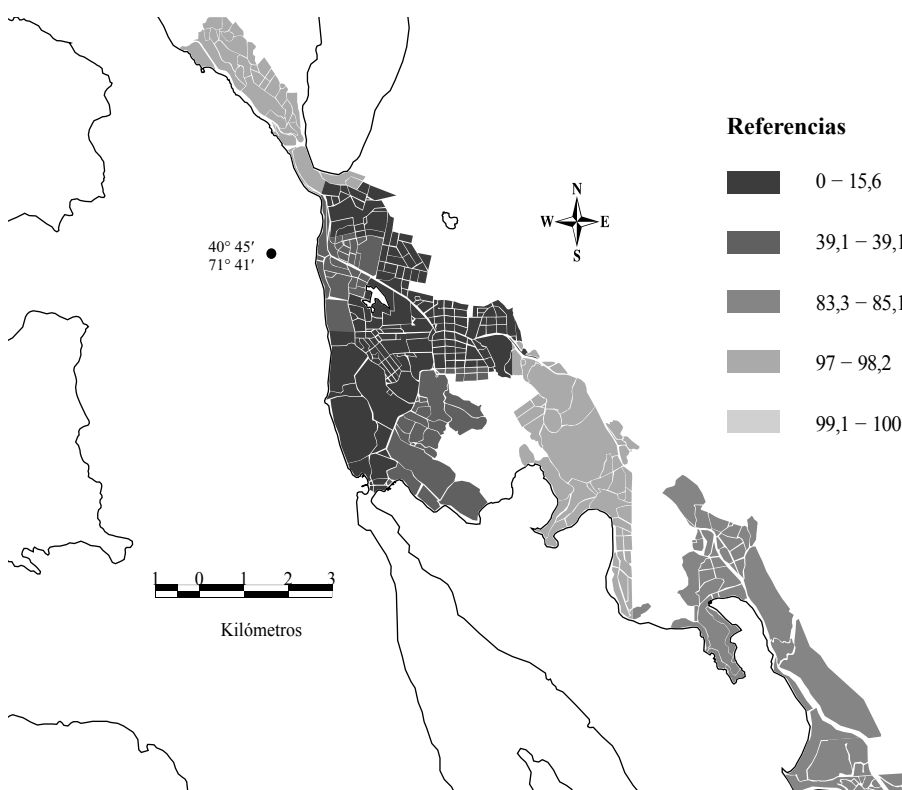 Referencias
0 – 15,6
39,1 – 39,1
83,3 – 85,1
97 – 98,2
99,1 – 100
N
W E
S
40° 45′
71° 41′
1 0 1 2 3
Kilómetros